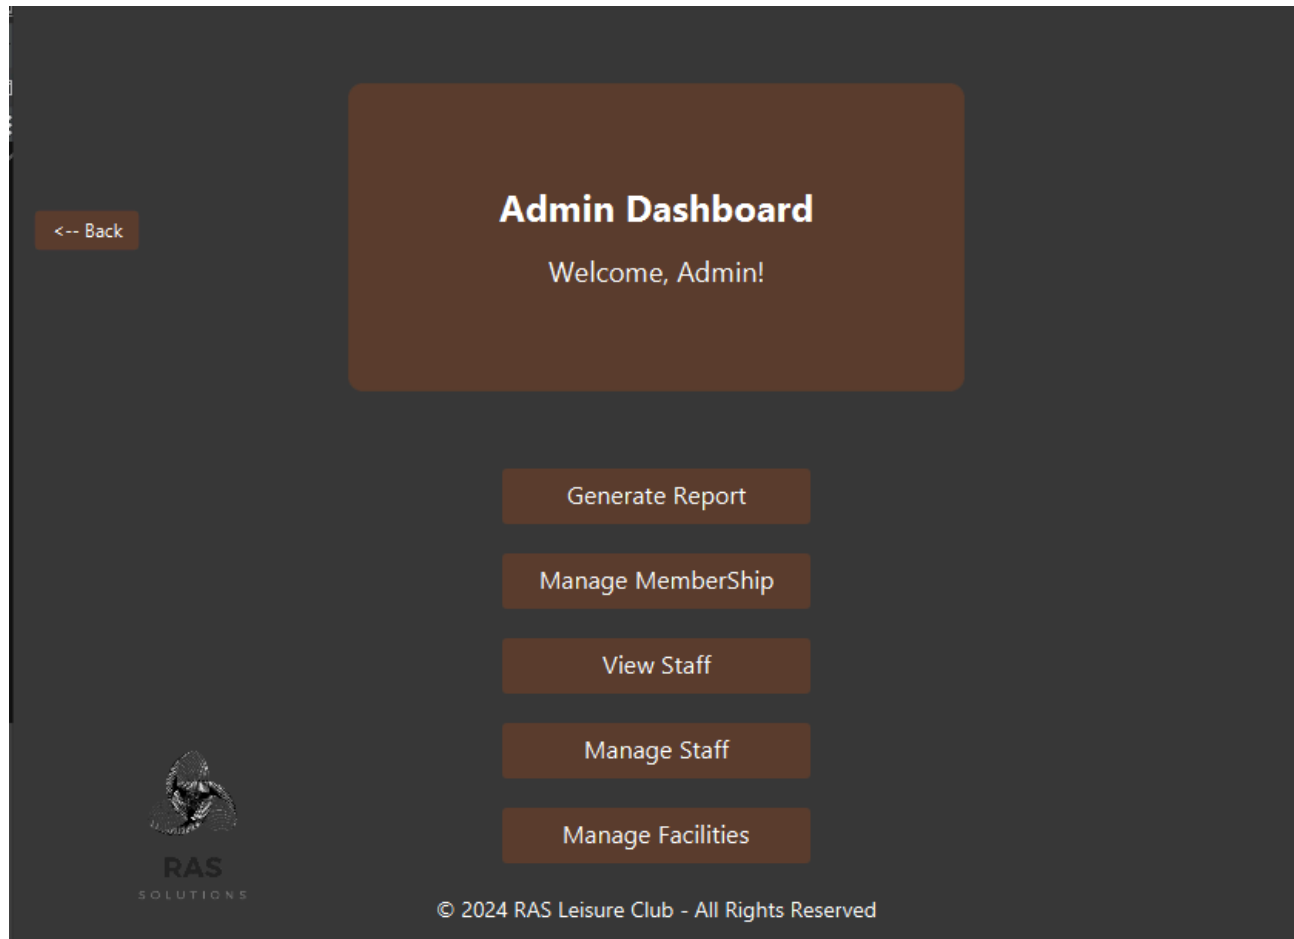 <-- Back
Admin Dashboard
Welcome, Admin!
Generate Report
Manage MemberShip
View Staff
Manage Staff
Manage Facilities
RAS
SOLUTIONS
© 2024 RAS Leisure Club - All Rights Reserved